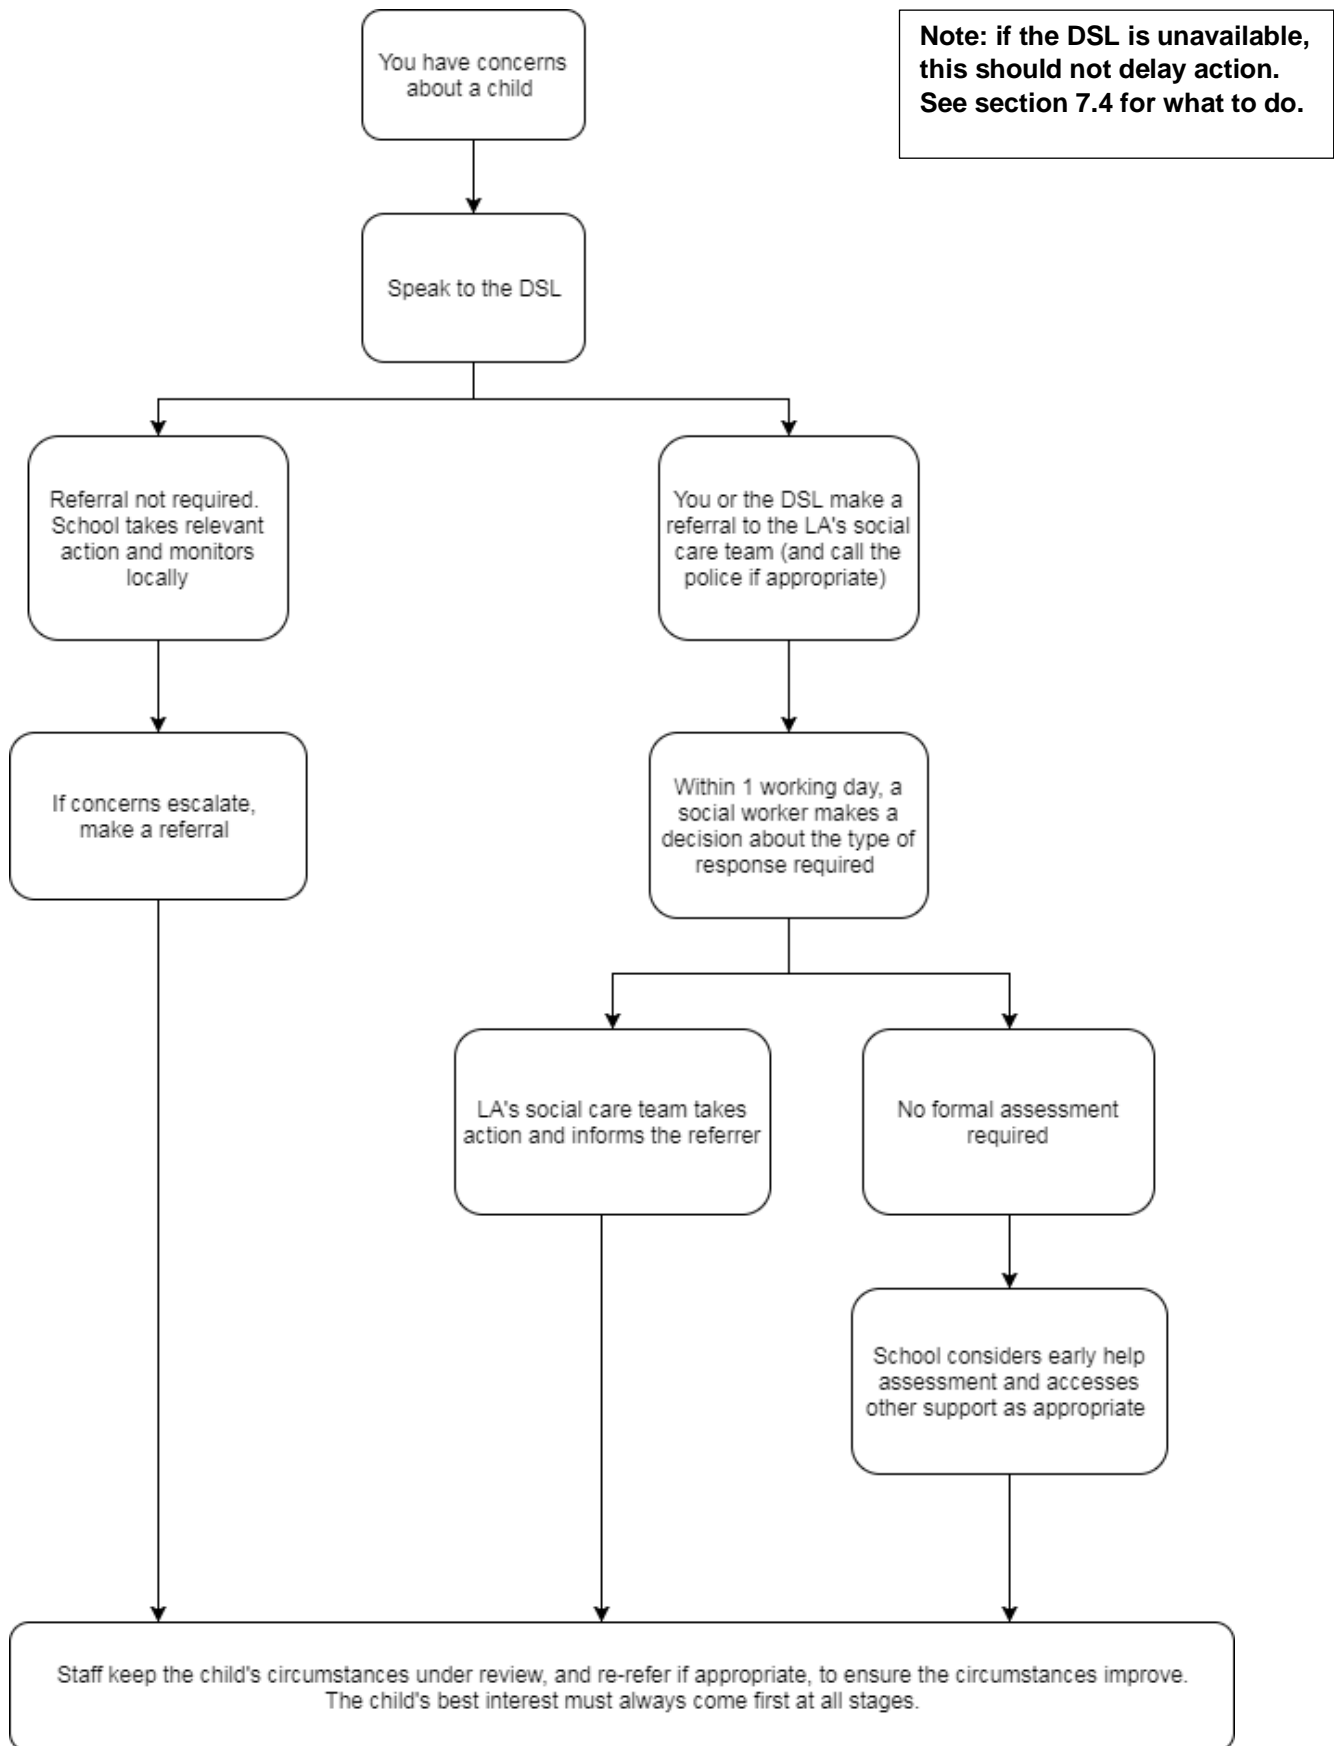 You have concerns
about a child
Note: if the DSL is unavailable,
this should not delay action.
See section 7.4 for what to do.
Speak to the DSL
Referral not required.
School takes relevant
action and monitors
locally
You or the DSL make a
referral to the LA's social
care team (and call the
police if appropriate)
If concerns escalate,
make a referral
Within 1 working day, a
social worker makes a
decision about the type of
response required
LA's social care team takes
action and informs the referrer
No formal assessment
required
School considers early help
assessment and accesses
other support as appropriate
Staff keep the child's circumstances under review, and re-refer if appropriate, to ensure the circumstances improve.
The child's best interest must always come first at all stages.